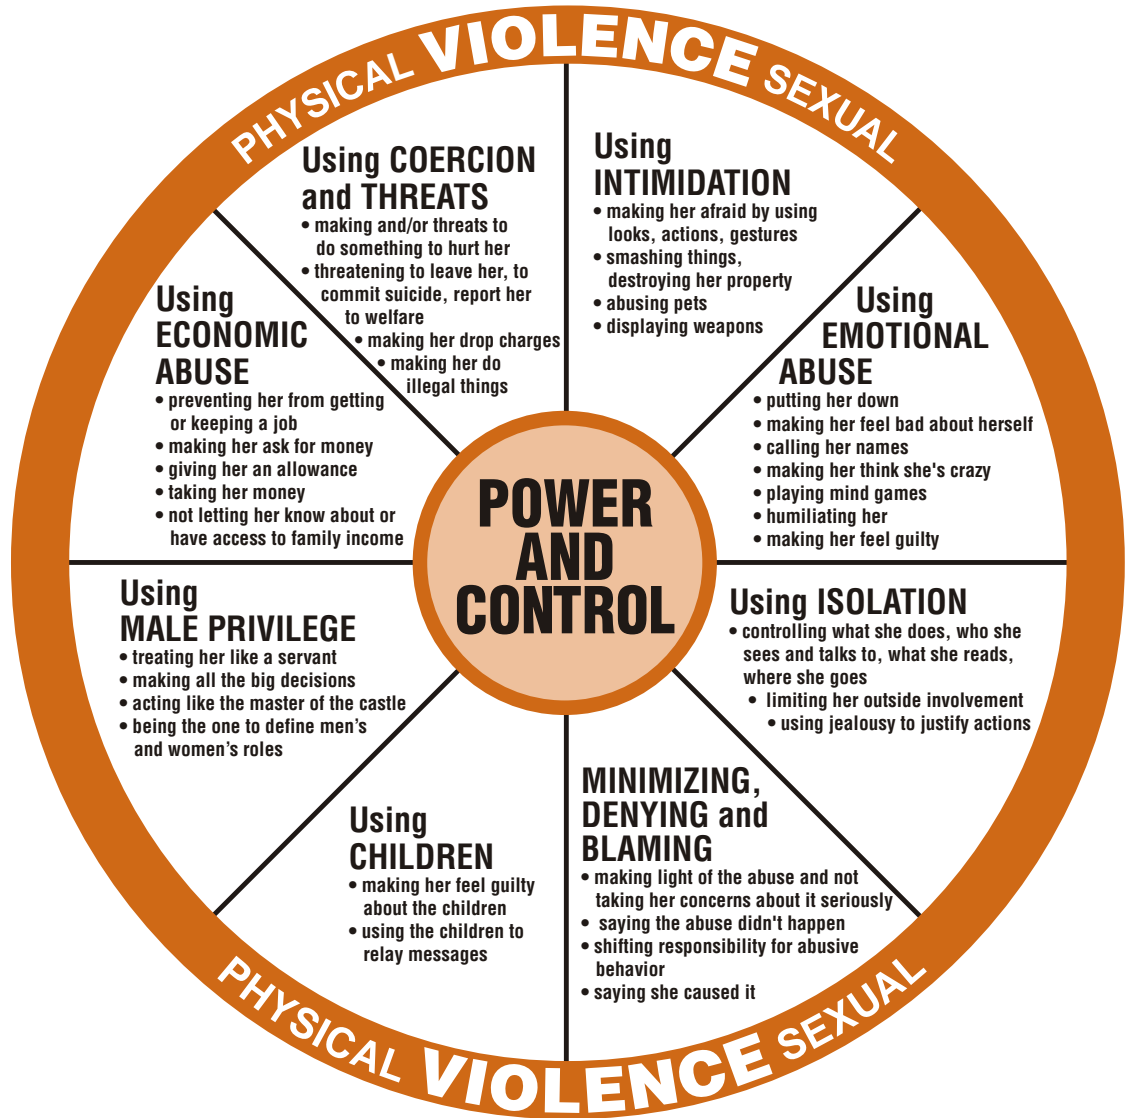 PHYSICAL VIOLENCE SEXUAL
Using COERCION
and THREATS
• making and/or threats to
do something to hurt her
• threatening to leave her, to
commit suicide, report her
to welfare
• making her drop charges
• making her do
illegal things
Using
INTIMIDATION
• making her afraid by using
looks, actions, gestures
• smashing things,
destroying her property
• abusing pets
• displaying weapons
Using
EMOTIONAL
ABUSE
• putting her down
• making her feel bad about herself
• calling her names
• making her think she's crazy
• playing mind games
• humiliating her
• making her feel guilty
Using ISOLATION
• controlling what she does, who she
sees and talks to, what she reads,
where she goes
• limiting her outside involvement
• using jealousy to justify actions
MINIMIZING,
DENYING and
BLAMING
• making light of the abuse and not
taking her concerns about it seriously
• saying the abuse didn't happen
• shifting responsibility for abusive
behavior
• saying she caused it
Using
CHILDREN
• making her feel guilty
about the children
• using the children to
relay messages
Using
MALE PRIVILEGE
• treating her like a servant
• making all the big decisions
• acting like the master of the castle
• being the one to define men’s
and women’s roles
Using
ECONOMIC
ABUSE
• preventing her from getting
or keeping a job
• making her ask for money
• giving her an allowance
• taking her money
• not letting her know about or
have access to family income
POWER
AND
CONTROL
PHYSICAL VIOLENCE SEXUAL